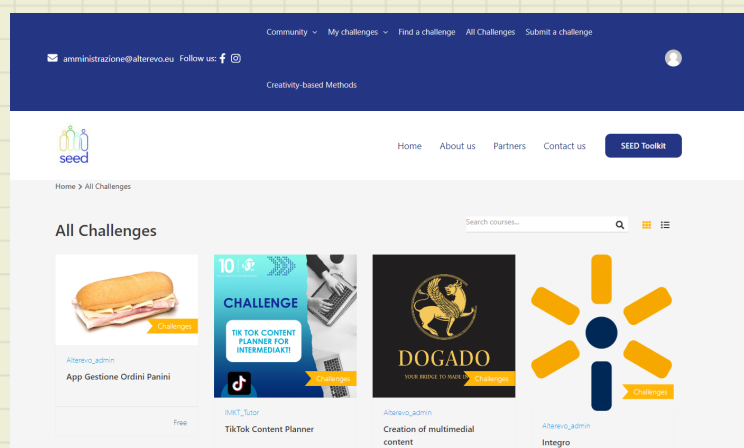 Community My challenges Find a challenge All Challenges Submit a challenge
amministrazione@alterevo.eu Follow us:
Creativity-based Methods
seed
Home About us Partners Contact us SEED Toolkit
Home > All Challenges
All Challenges
Search courses...
Challenges
Alterevo_admin
App Gestione Ordini Panini
Free
10
CHALLENGE
TIK TOK CONTENT
PLANNER FOR
INTERMEDIAKT!
Challenges
IMKT_Tutor
TikTok Content Planner
DOGADO
YOUR BRIDGE TO MADE
Challenges
Alterevo_admin
Creation of multimedial
content
Challenges
Alterevo_admin
Integro